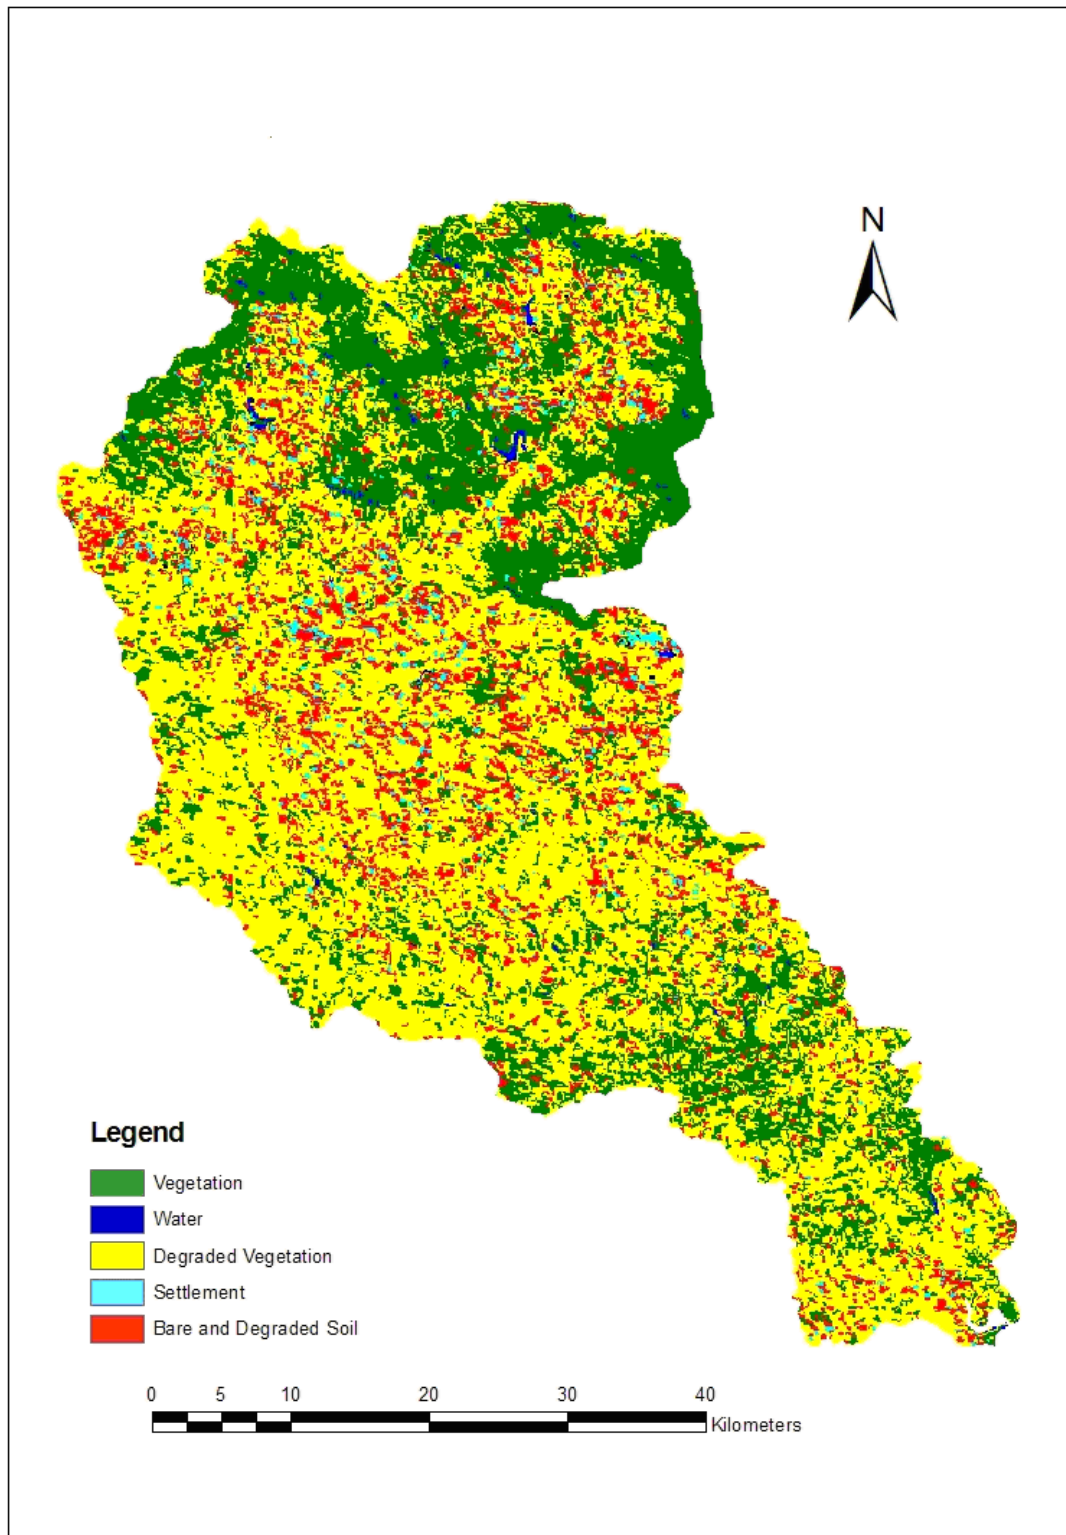 N
Legend
Vegetation
Water
Degraded Vegetation
Settlement
Bare and Degraded Soil
0 5 10 20 30 40
Kilometers